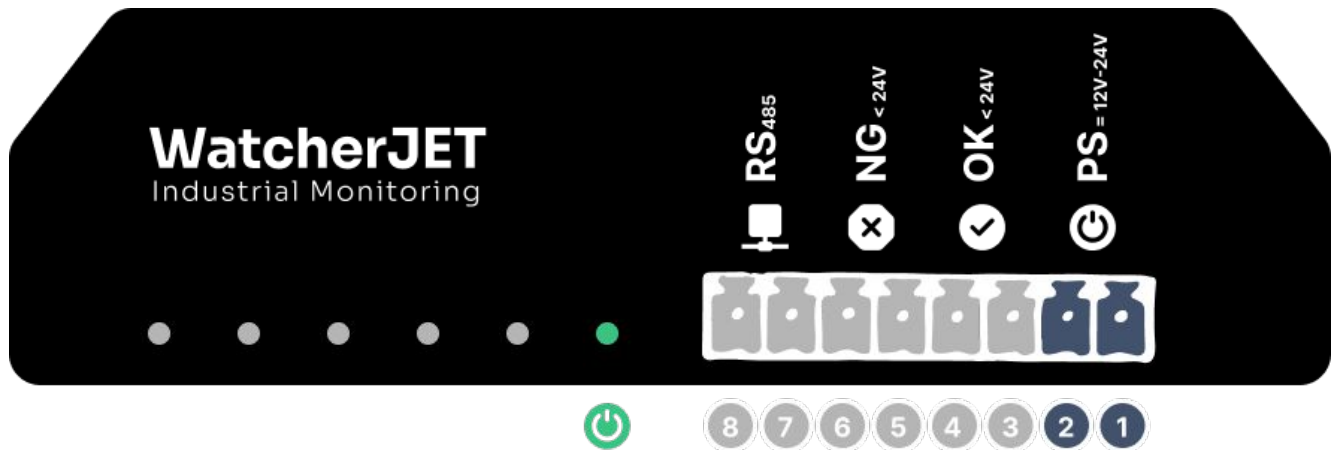 WatcherJET
Industrial Monitoring
RS485
NG < 24V
OK < 24V
PS = 12V-24V
8 7 6 5 4 3 2 1